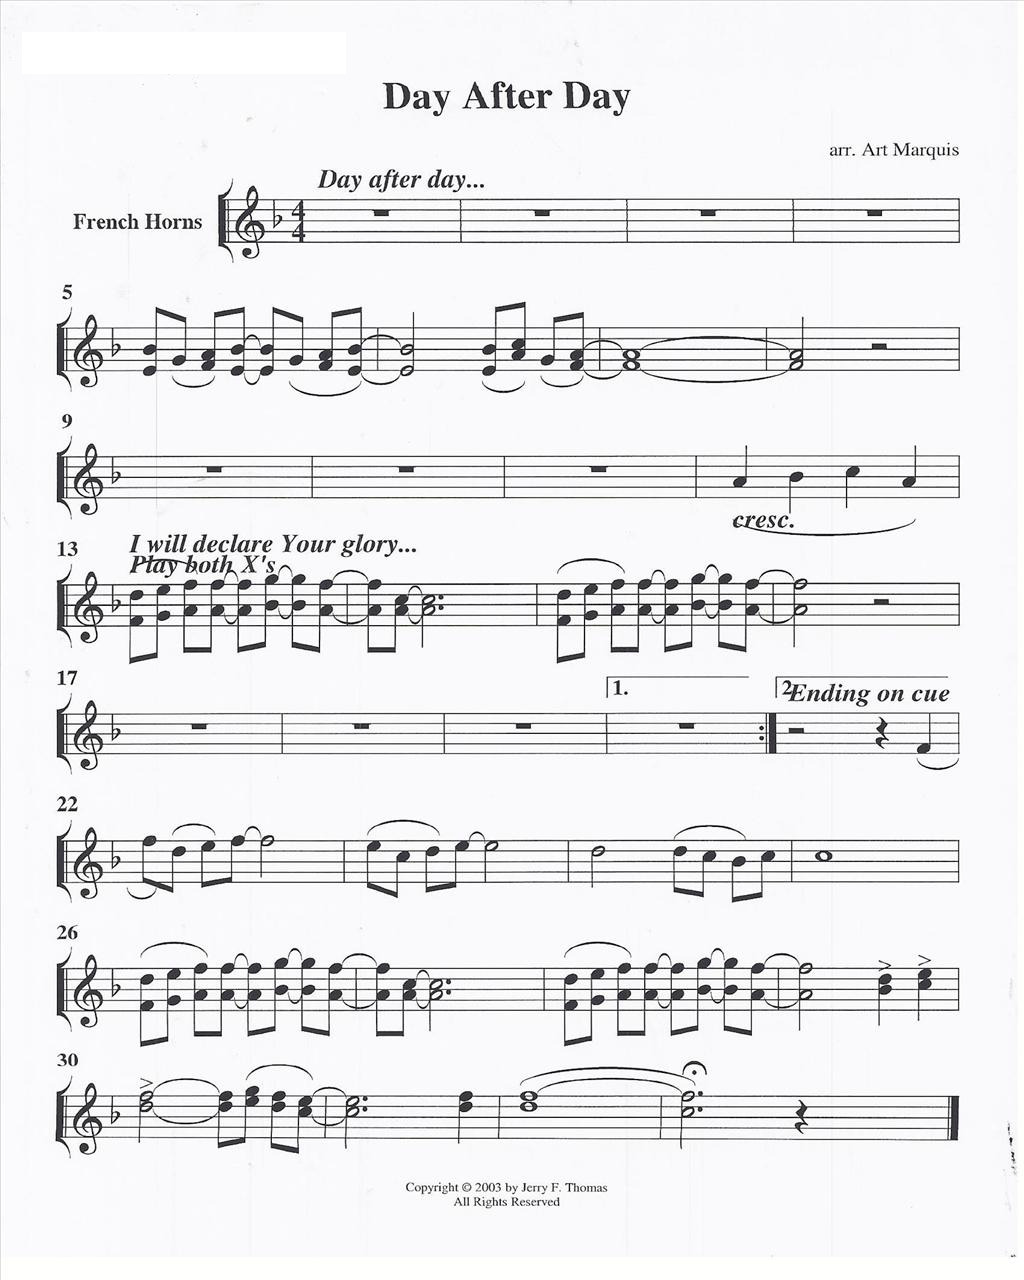 Day After Day
arr. Art Marquis
Day after day...
French Horns
4
4
5
9
cresc.
13
I will declare Your glory...
Play both X's
17
1.
2.
Ending on cue
22
26
30
Copyright © 2003 by Jerry F. Thomas
All Rights Reserved